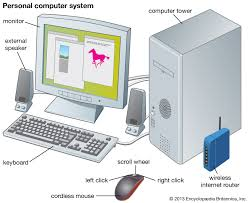 Personal computer system
computer tower
monitor
external
speaker
keyboard
scroll wheel
left click
right click
cordless mouse
wireless
internet router
© 2013 Encyclopædia Britannica, Inc.